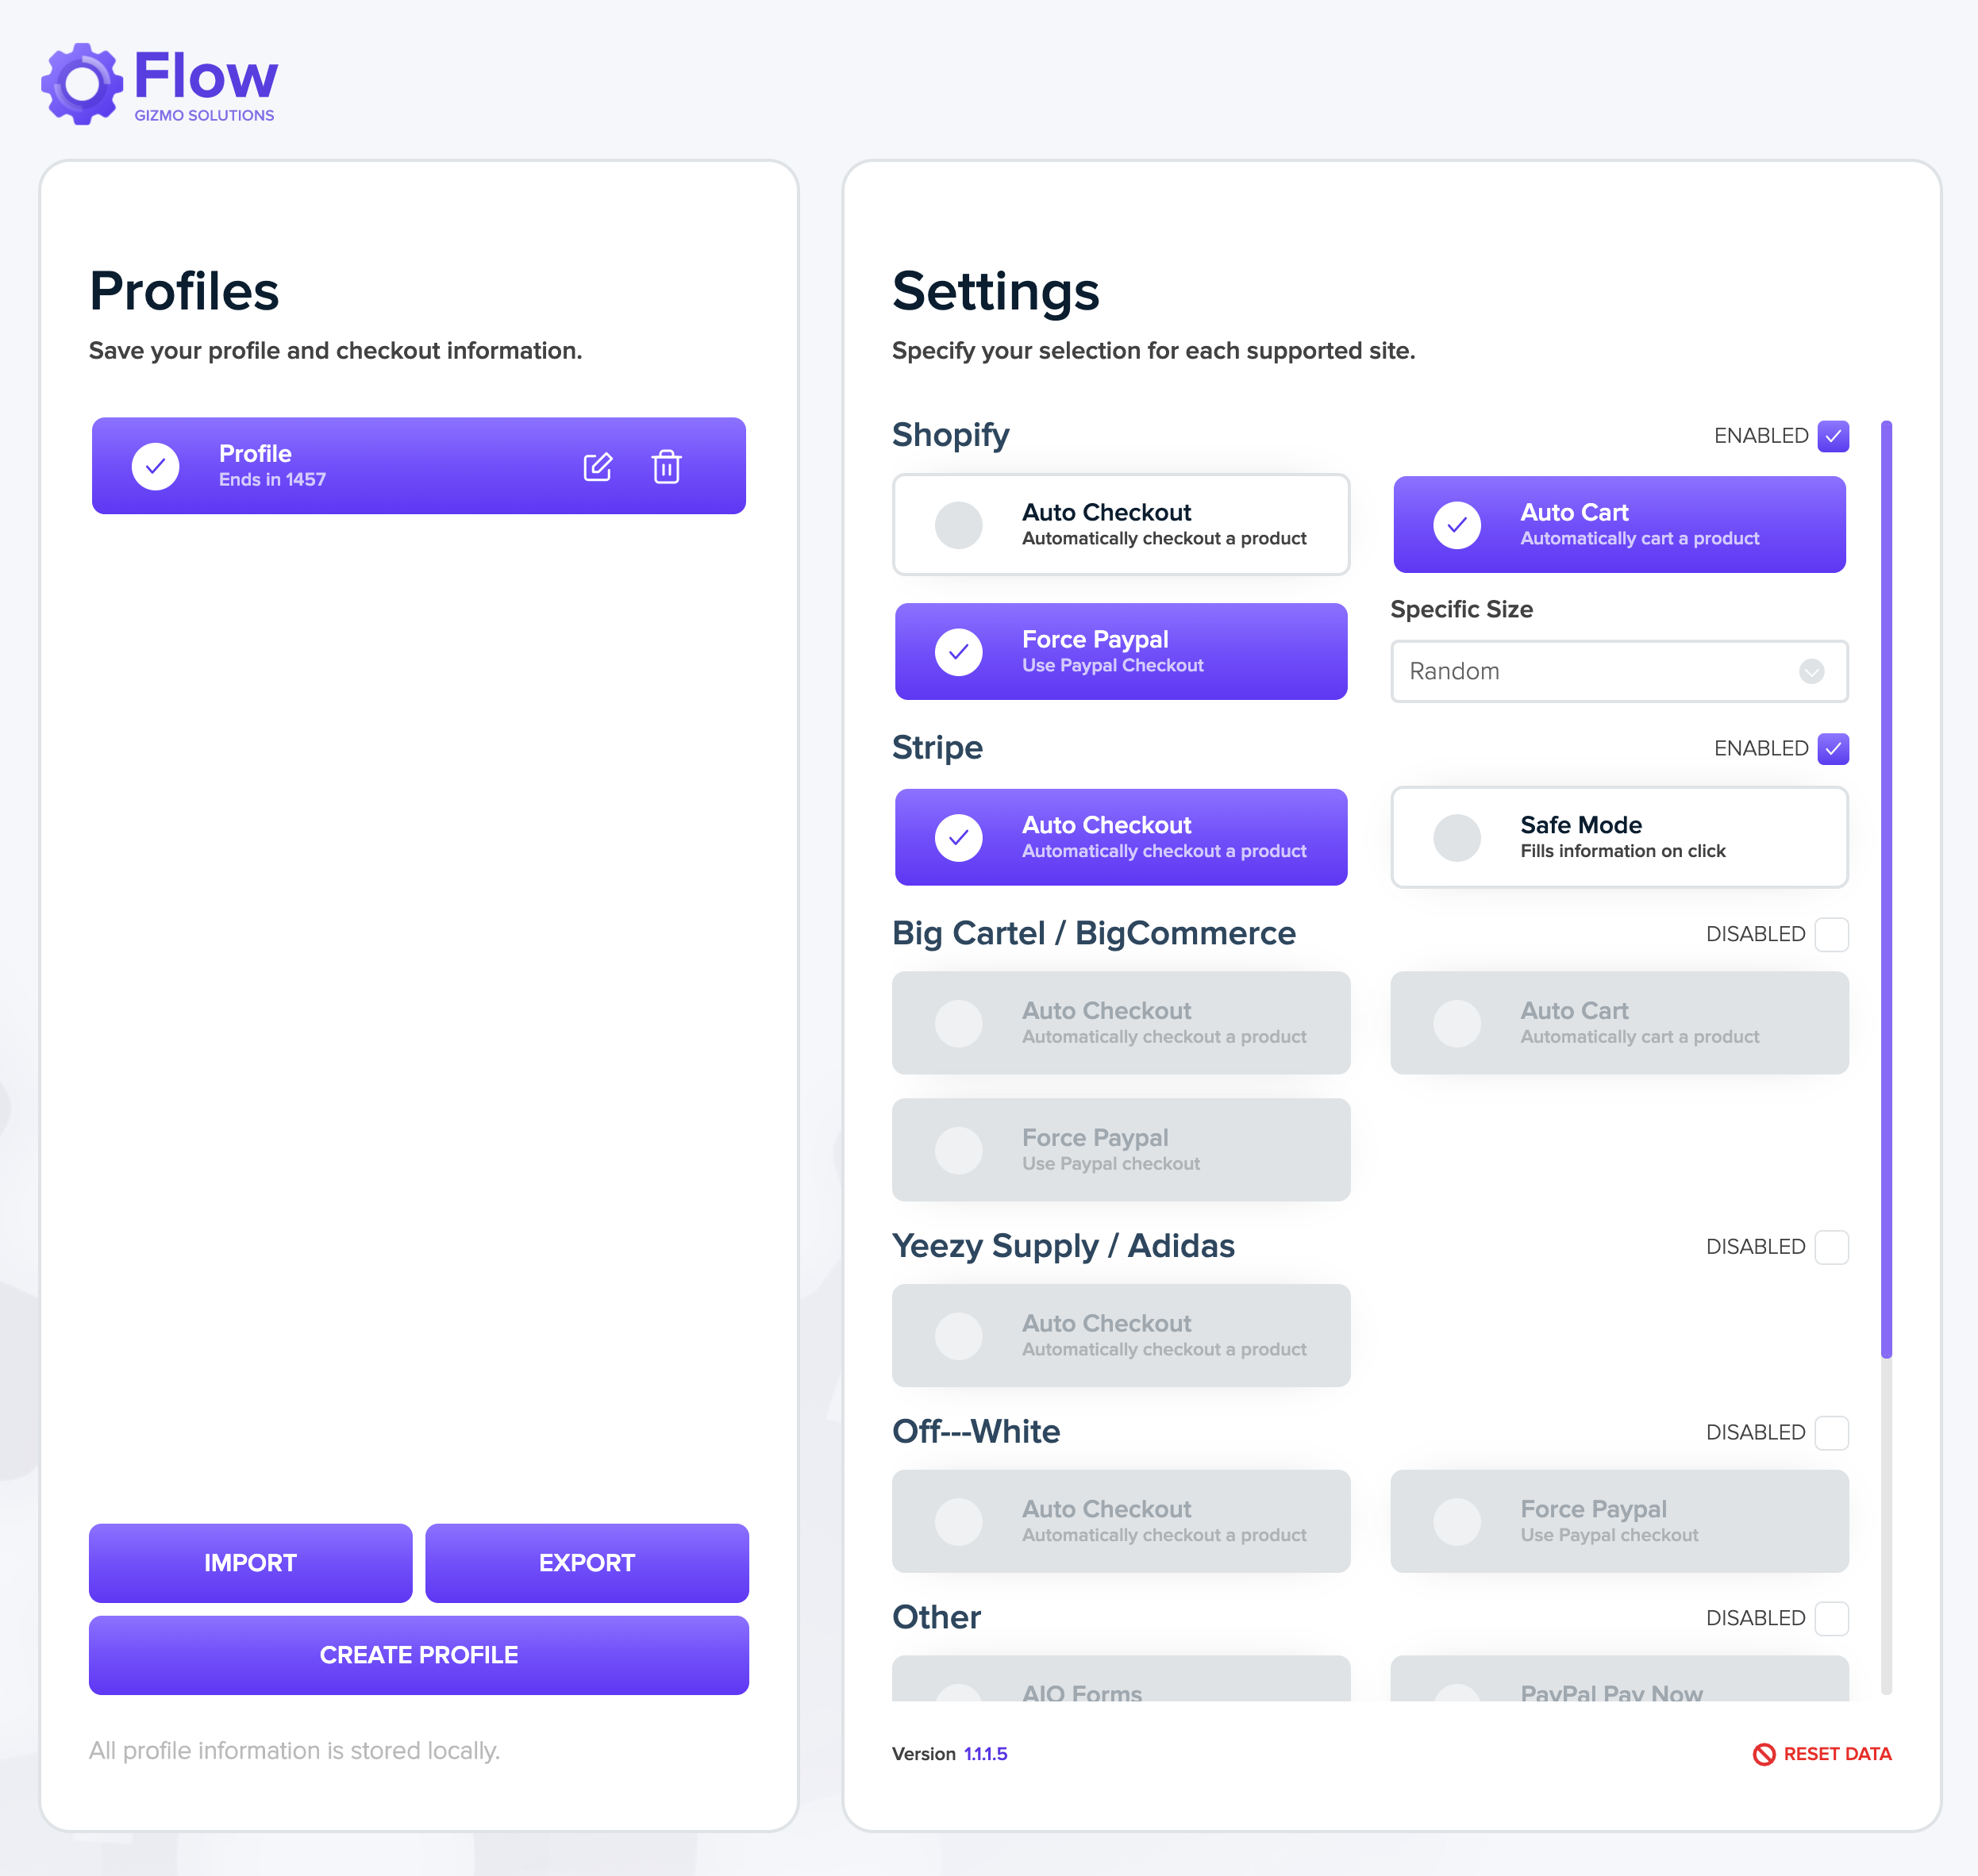 Flow
GIZMO SOLUTIONS
Profiles
Save your profile and checkout information.
Profile
Ends in 1457
IMPORT
EXPORT
CREATE PROFILE
All profile information is stored locally.
Settings
Specify your selection for each supported site.
Shopify
ENABLED
Auto Checkout
Automatically checkout a product
Auto Cart
Automatically cart a product
Force Paypal
Use Paypal Checkout
Specific Size
Random
Stripe
ENABLED
Auto Checkout
Automatically checkout a product
Safe Mode
Fills information on click
Big Cartel / BigCommerce
DISABLED
Auto Checkout
Automatically checkout a product
Auto Cart
Automatically cart a product
Force Paypal
Use Paypal checkout
Yeezy Supply / Adidas
DISABLED
Auto Checkout
Automatically checkout a product
Off---White
DISABLED
Auto Checkout
Automatically checkout a product
Force Paypal
Use Paypal checkout
Other
DISABLED
AIO Forms
PayPal Pay Now
Version 1.1.1.5
RESET DATA